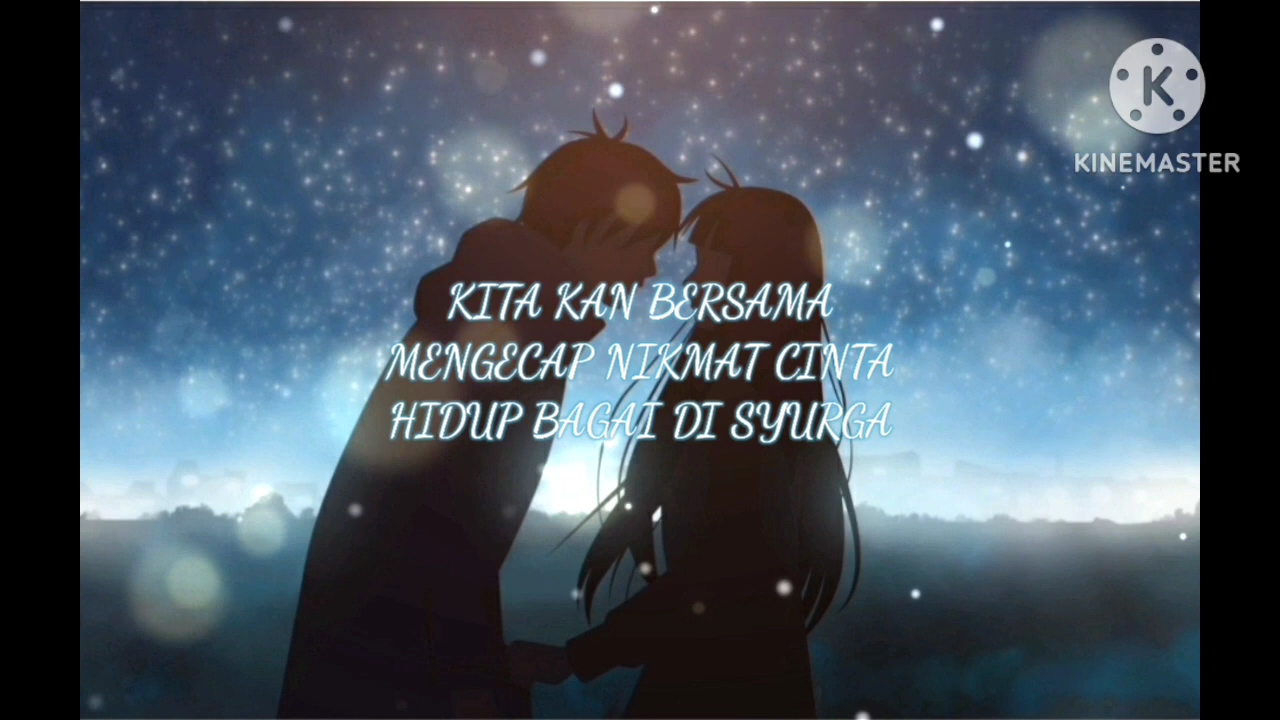 KINEMASTER
KITA KAN BERSAMA
MENGECAP NIKMAT CINTA
HIDUP BAGAI DI SYURGA